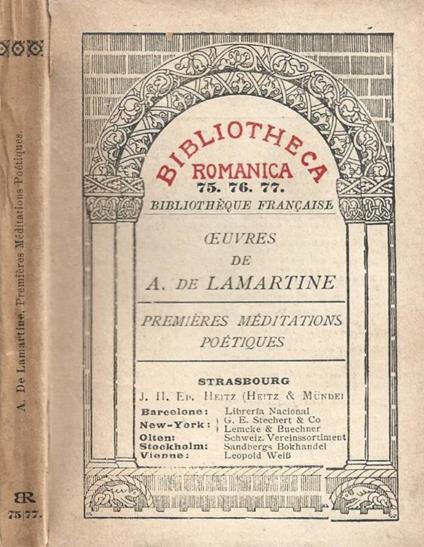 A. De Lamartine, Premières Méditations Poétiques.
BR
75/77.
BIBLIOTHECA
ROMANICA
75. 76. 77.
BIBLIOTHÈQUE FRANÇAISE
ŒUVRES
DE
A. DE LAMARTINE
PREMIÈRES MÉDITATIONS
POÉTIQUES
STRASBOURG
J. H. ED. HEITZ (HEITZ & MÜNDEL
Barcelone: Librería Nacional
New-York: { G. E. Stechert & Co
Lemcke & Buechner
Olten: Schweiz. Vereinssortiment
Stockholm: Sandbergs Bokhandel
Vienne: Leopold Weiß